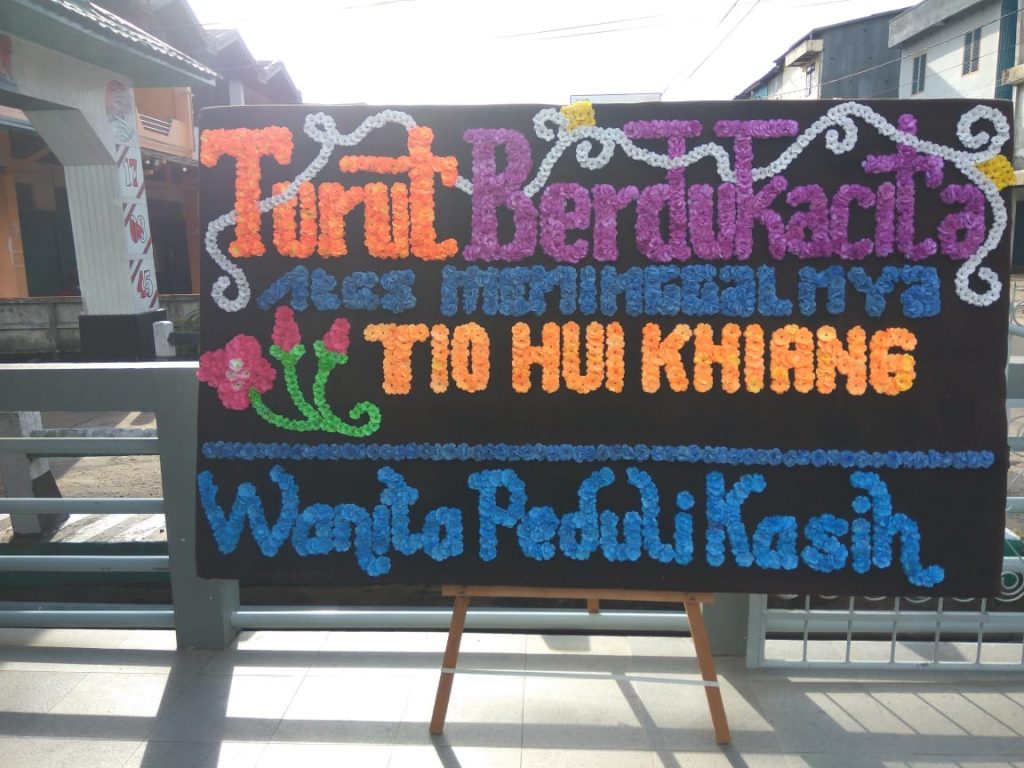 Turut Berdukacita
Atas MENINGGALNYA
TIO HUI KHIANG
Wanita Peduli Kasih